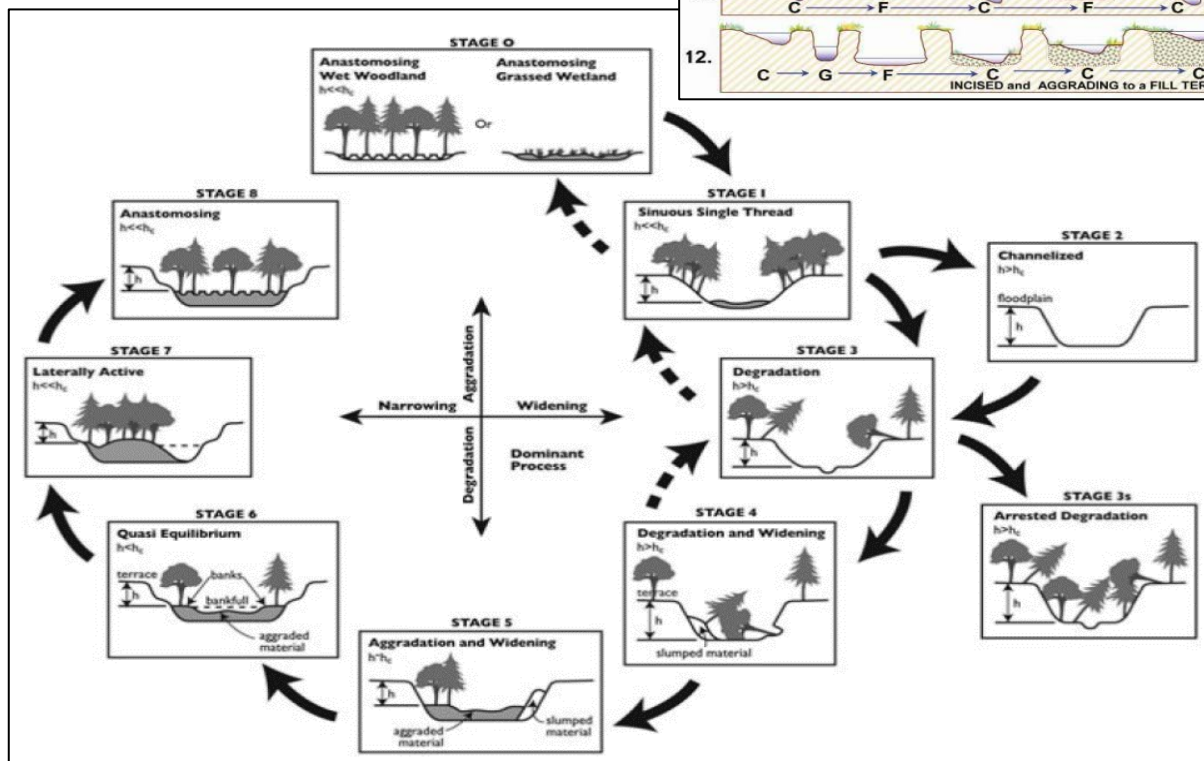 C F C F C
12.
C G F C C C
INCISED and AGGRADING to a FILL TER
STAGE 0
Anastomosing
Wet Woodland
h<<hc
Or
Anastomosing
Grassed Wetland
STAGE 1
Sinuous Single Thread
h<<hc
h
STAGE 2
Channelized
h>hc
floodplain
h
STAGE 3
Degradation
h>hc
h
STAGE 3s
Arrested Degradation
h>hc
h
STAGE 4
Degradation and Widening
h>hc
terrace
h
slumped material
STAGE 5
Aggradation and Widening
h~hc
h
aggraded
material
slumped
material
STAGE 6
Quasi Equilibrium
h<hc
terrace
banks
h
bankfull
aggraded
material
STAGE 7
Laterally Active
h<<hc
h
STAGE 8
Anastomosing
h<<hc
h
Aggradation
Narrowing
Widening
Degradation
Dominant
Process